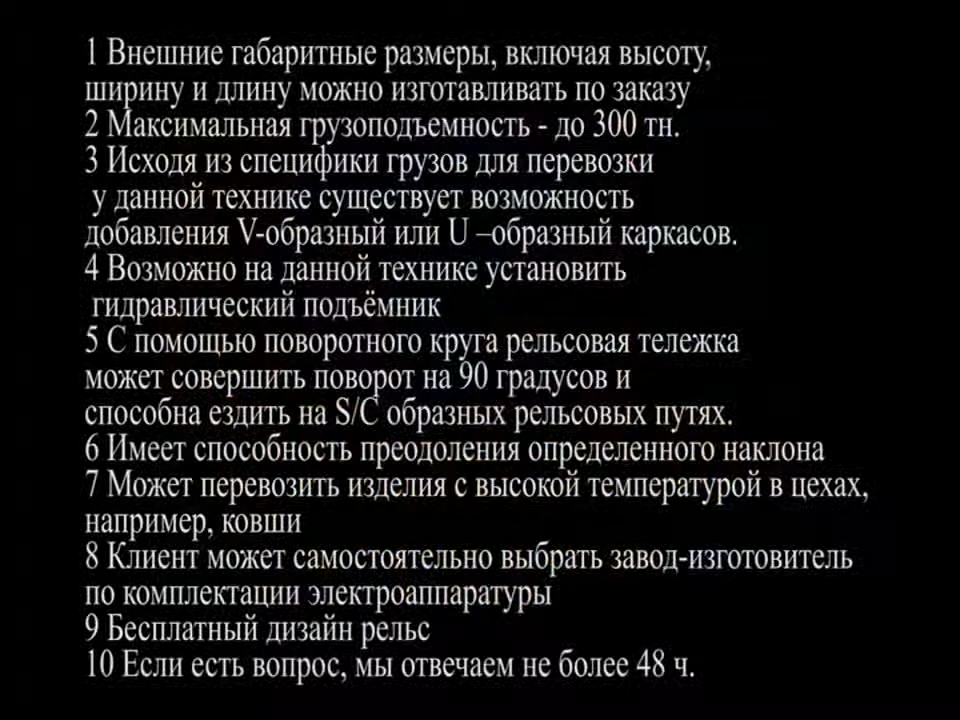 1 Внешние габаритные размеры, включая высоту,
ширину и длину можно изготавливать по заказу
2 Максимальная грузоподъемность - до 300 тн.
3 Исходя из специфики грузов для перевозки
у данной технике существует возможность
добавления V-образный или U –образный каркасов.
4 Возможно на данной технике установить
гидравлический подъёмник
5 С помощью поворотного круга рельсовая тележка
может совершить поворот на 90 градусов и
способна ездить на S/C образных рельсовых путях.
6 Имеет способность преодоления определенного наклона
7 Может перевозить изделия с высокой температурой в цехах,
например, ковши
8 Клиент может самостоятельно выбрать завод-изготовитель
по комплектации электроаппаратуры
9 Бесплатный дизайн рельс
10 Если есть вопрос, мы отвечаем не более 48 ч.